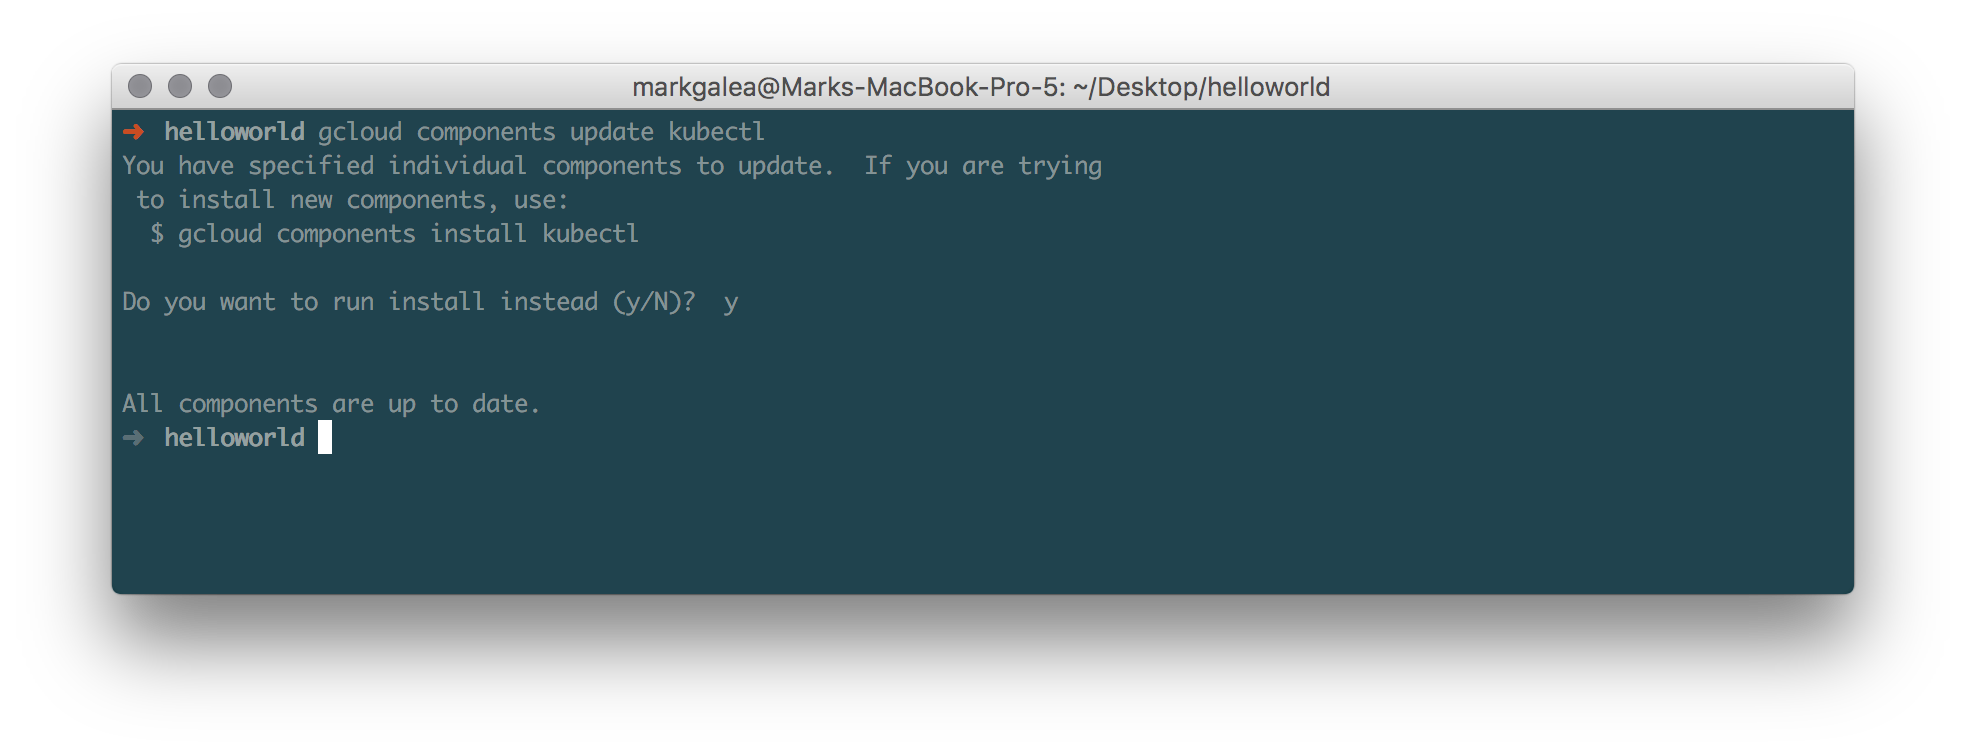 markgalea@Marks-MacBook-Pro-5: ~/Desktop/helloworld
➜  helloworld gcloud components update kubectl
You have specified individual components to update.  If you are trying
 to install new components, use:
  $ gcloud components install kubectl
Do you want to run install instead (y/N)?  y
All components are up to date.
➜  helloworld